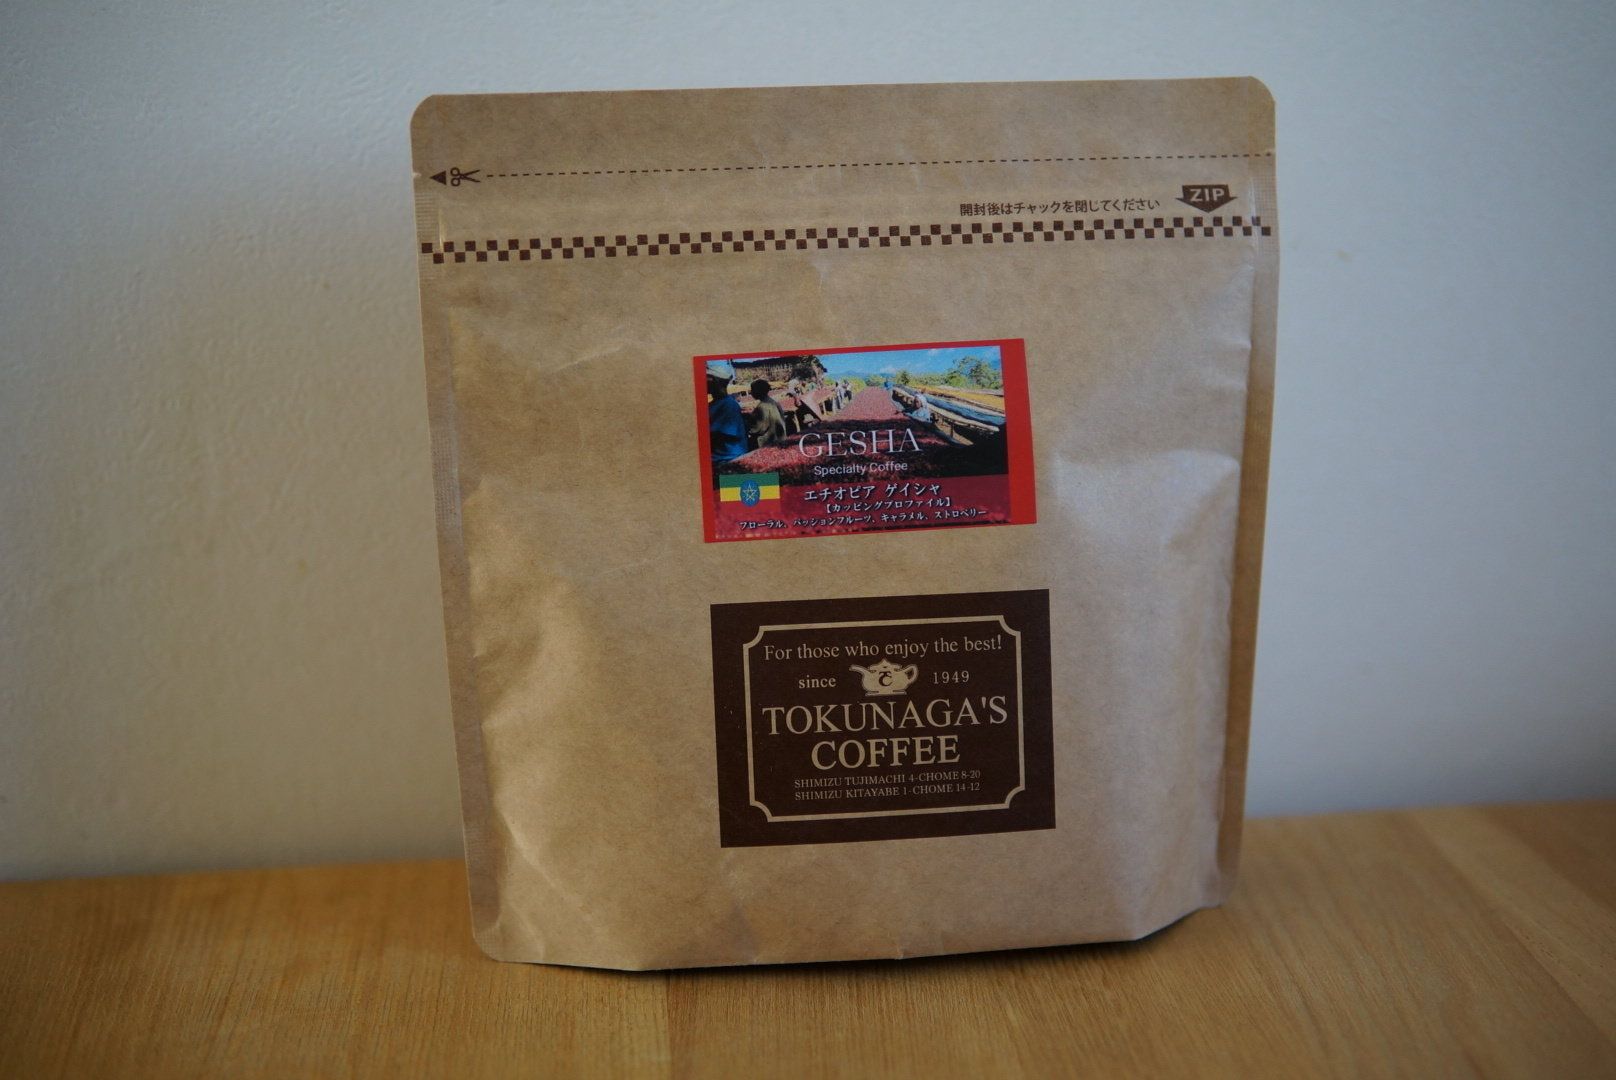 開封後はチャックを閉じてください
ZIP
GESHA
Specialty Coffee
エチオピア ゲイシャ
【カッピングプロファイル】
フローラル、パッションフルーツ、キャラメル、ストロベリー
For those who enjoy the best!
since 1949
TOKUNAGA'S
COFFEE
SHIMIZU TUJIMACHI 4-CHOME 8-20
SHIMIZU KITAYABE 1-CHOME 14-12